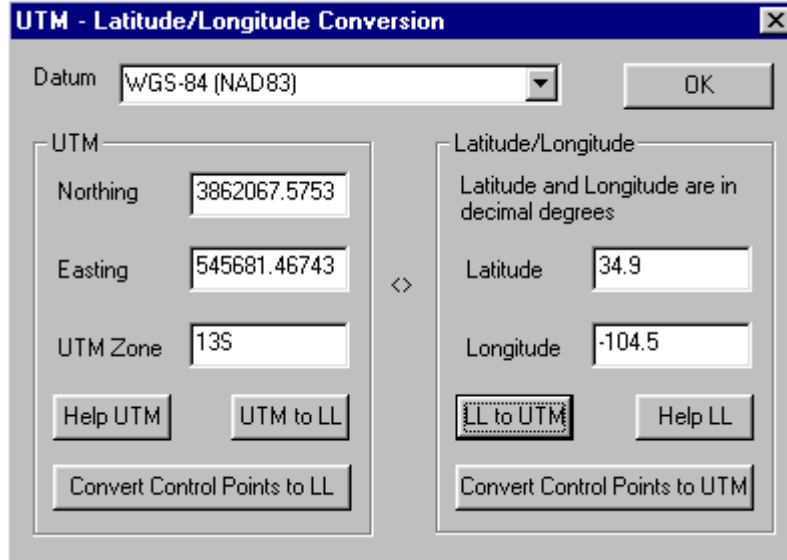 UTM - Latitude/Longitude Conversion
Datum WGS-84 (NAD83) OK
UTM
Northing 3862067.5753
Easting 545681.46743
UTM Zone 13S
Help UTM UTM to LL
Convert Control Points to LL
<>
Latitude/Longitude
Latitude and Longitude are in
decimal degrees
Latitude 34.9
Longitude -104.5
LL to UTM Help LL
Convert Control Points to UTM